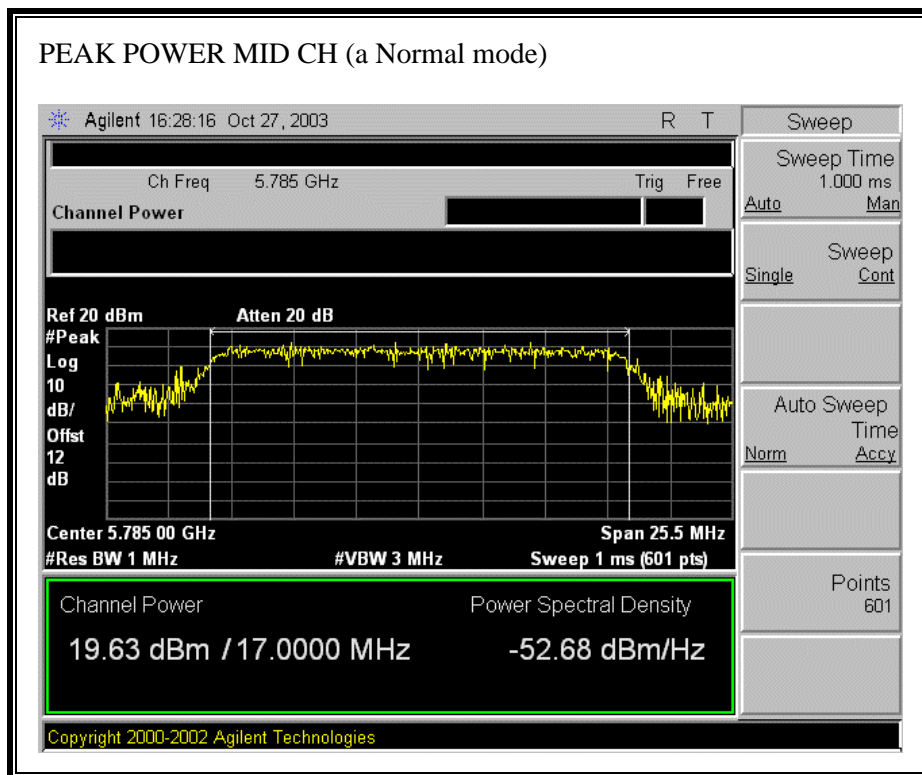 PEAK POWER MID CH (a Normal mode)
Agilent 16:28:16 Oct 27, 2003 R T
Sweep
Ch Freq 5.785 GHz Trig Free
Channel Power
Sweep Time
1.000 ms
Auto Man
Sweep
Single Cont
Ref 20 dBm Atten 20 dB
#Peak
Log
10
dB/
Offst
12
dB
Auto Sweep
Time
Norm Accy
Center 5.785 00 GHz Span 25.5 MHz
#Res BW 1 MHz #VBW 3 MHz Sweep 1 ms (601 pts)
Points
601
Channel Power Power Spectral Density
19.63 dBm / 17.0000 MHz -52.68 dBm/Hz
Copyright 2000-2002 Agilent Technologies